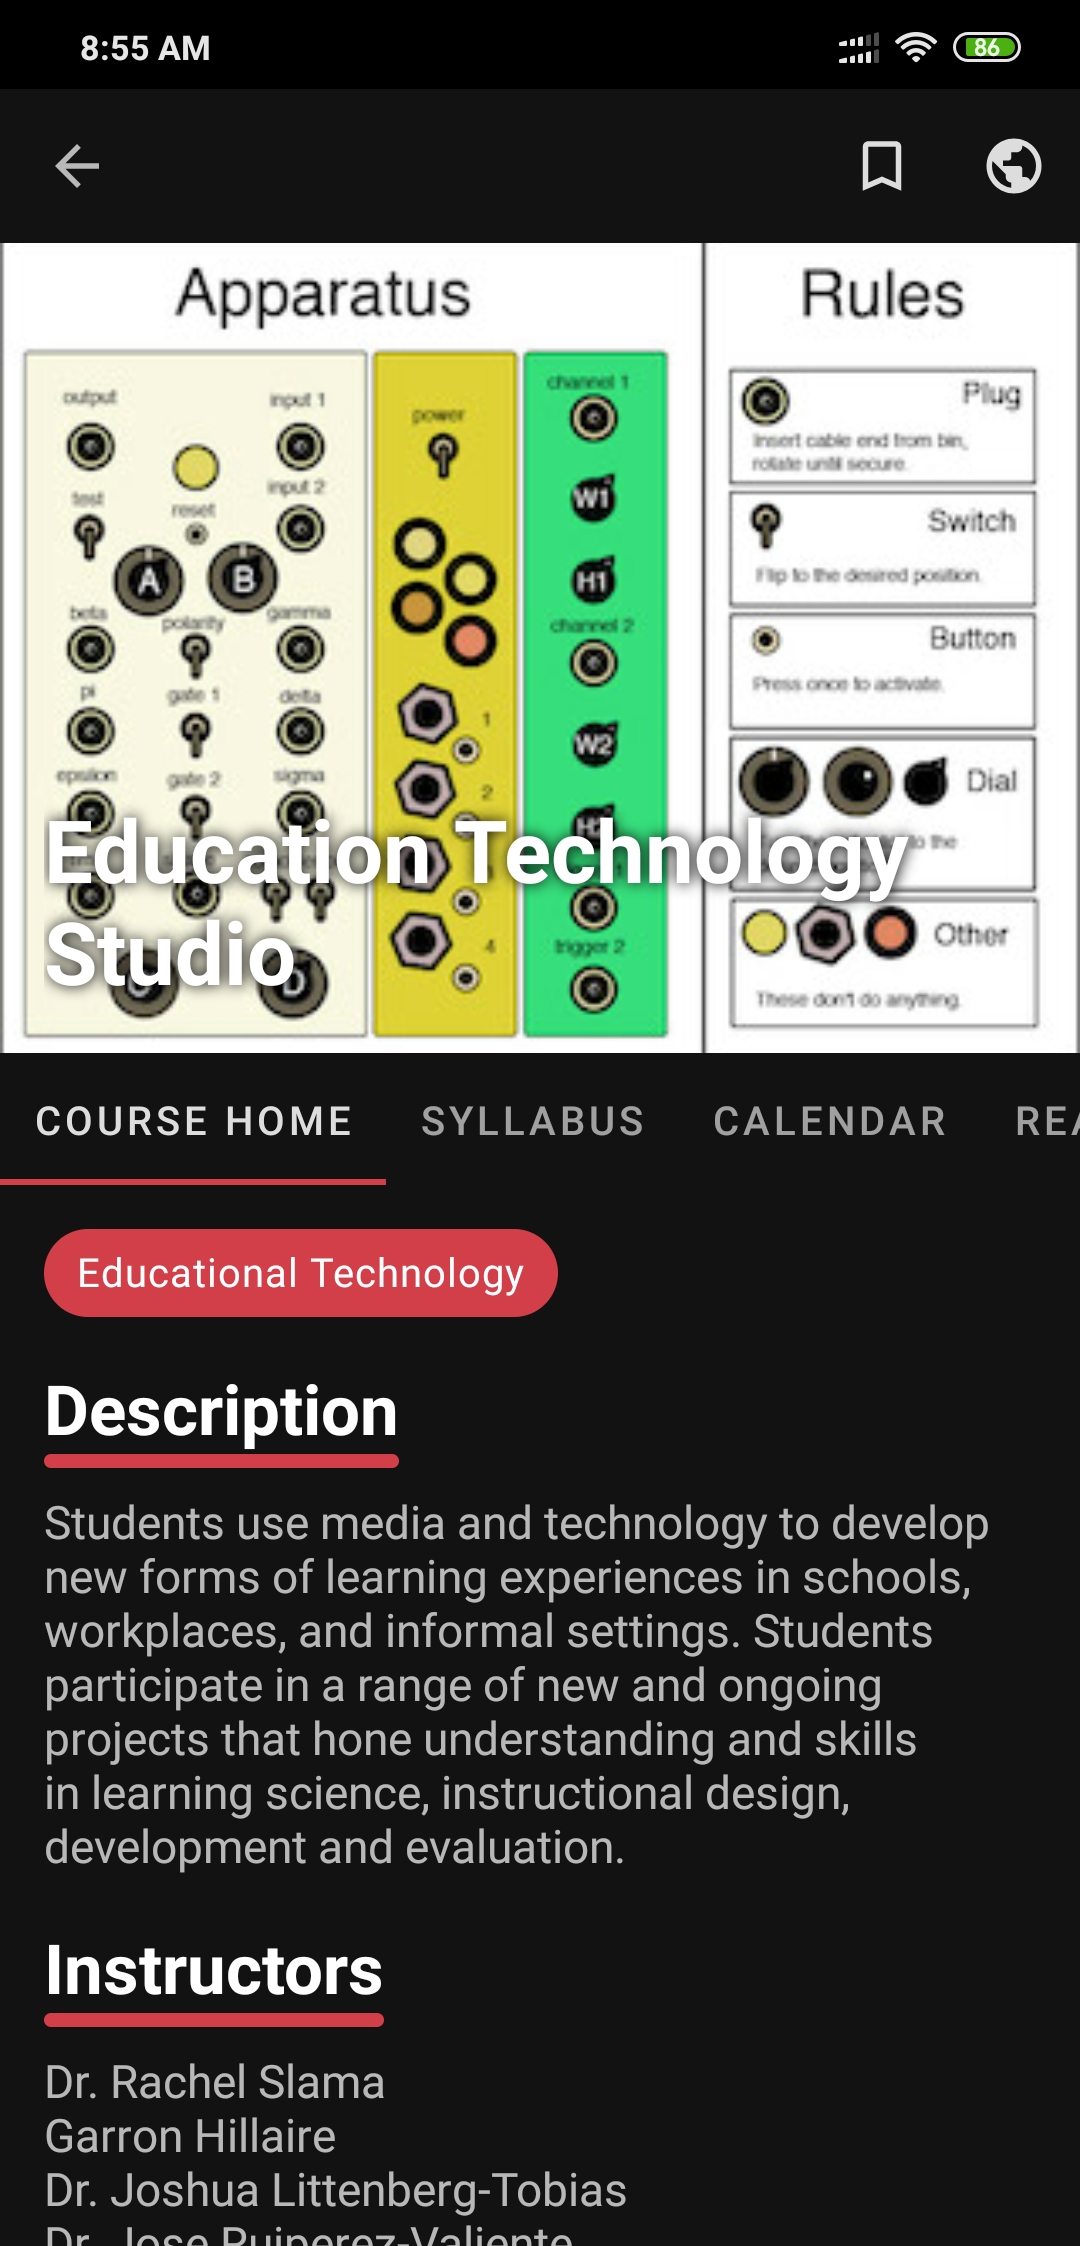 8:55 AM
86
Apparatus
Rules
output
input 1
power
channel 1
Plug
Insert cable end from bin,
rotate until secure.
test
reset
input 2
W1
Switch
Flip to the desired position.
A
B
H1
beta
polarity
gamma
channel 2
Button
Press once to activate.
pi
gate 1
delta
1
W2
epsilon
gate 2
sigma
2
Dial
to the
Education Technology
Studio
4
trigger 2
Other
D
These don't do anything.
COURSE HOME
SYLLABUS
CALENDAR
REA
Educational Technology
Description
Students use media and technology to develop
new forms of learning experiences in schools,
workplaces, and informal settings. Students
participate in a range of new and ongoing
projects that hone understanding and skills
in learning science, instructional design,
development and evaluation.
Instructors
Dr. Rachel Slama
Garron Hillaire
Dr. Joshua Littenberg-Tobias
Dr. Jose Ruiperez-Valiente